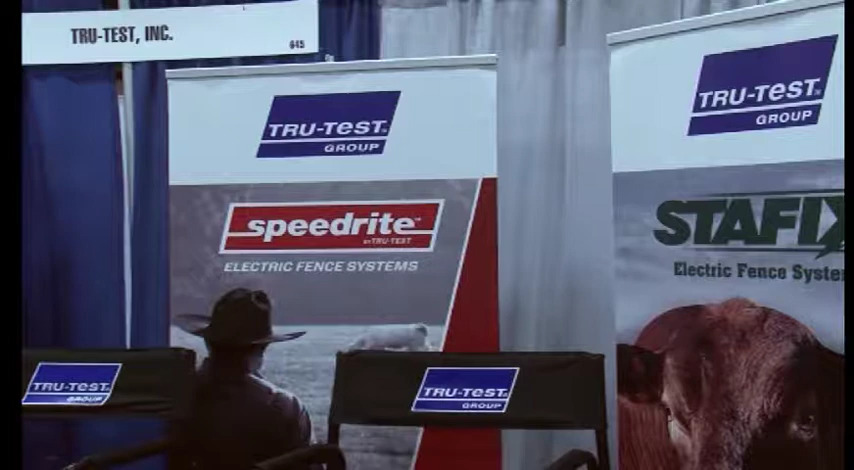 TRU-TEST, INC.
645
TRU-TEST
GROUP
speedrite™
BY TRU-TEST
ELECTRIC FENCE SYSTEMS
TRU-TEST
GROUP
STAFIX
ELECTRIC FENCE SYSTE
TRU-TEST
GROUP
TRU-TEST
GROUP